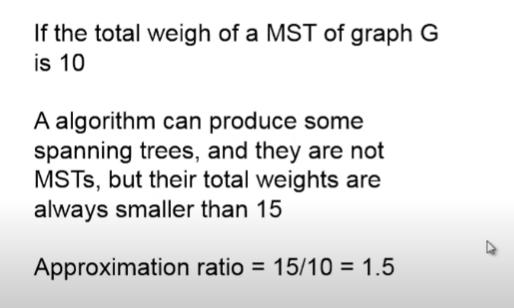 If the total weigh of a MST of graph G
is 10
A algorithm can produce some
spanning trees, and they are not
MSTs, but their total weights are
always smaller than 15
Approximation ratio = 15/10 = 1.5